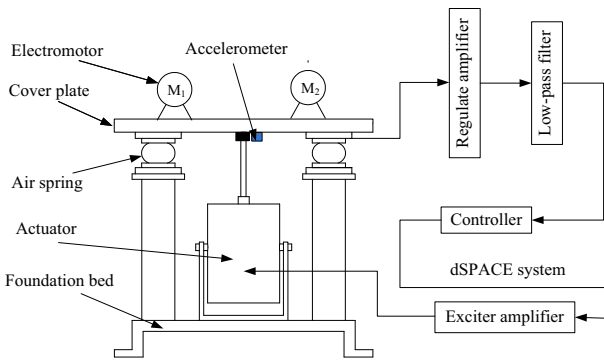 Electromotor
Accelerometer
Cover plate
M1
M2
Air spring
Actuator
Foundation bed
Regulate amplifier
Low-pass filter
Controller
dSPACE system
Exciter amplifier